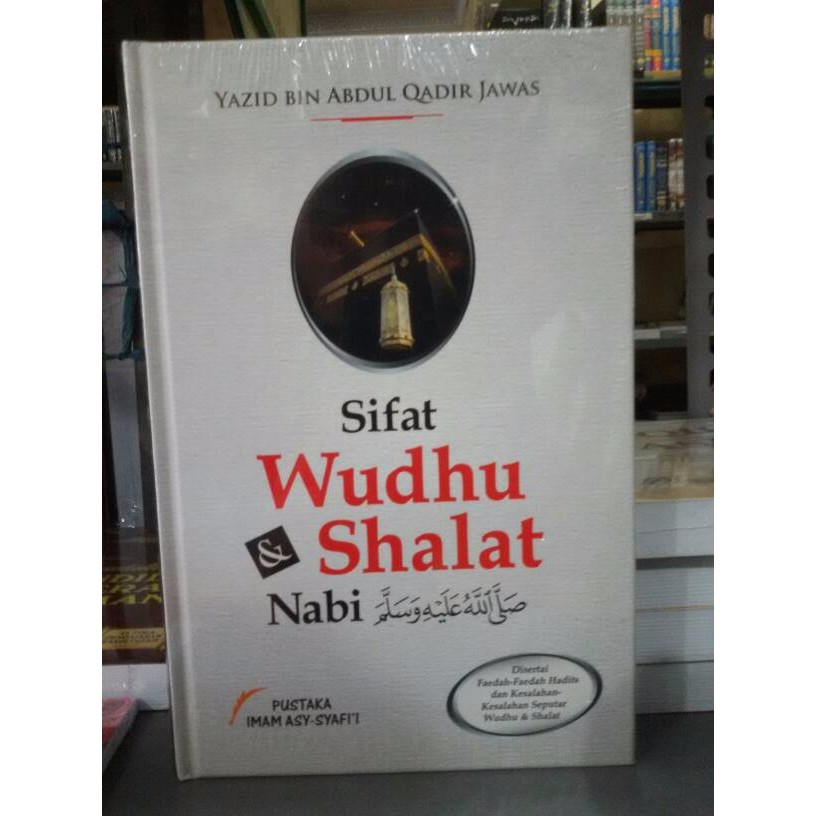 YAZID BIN ABDUL QADIR JAWAS
Sifat
Wudhu
& Shalat
Nabi صَلَّى اللَّهُ عَلَيْهِ وَسَلَّمَ
Disertai
Faedah-Faedah Hadits
dan Kesalahan-
Kesalahan Seputar
Wudhu & Shalat
PUSTAKA
IMAM ASY-SYAFI'I